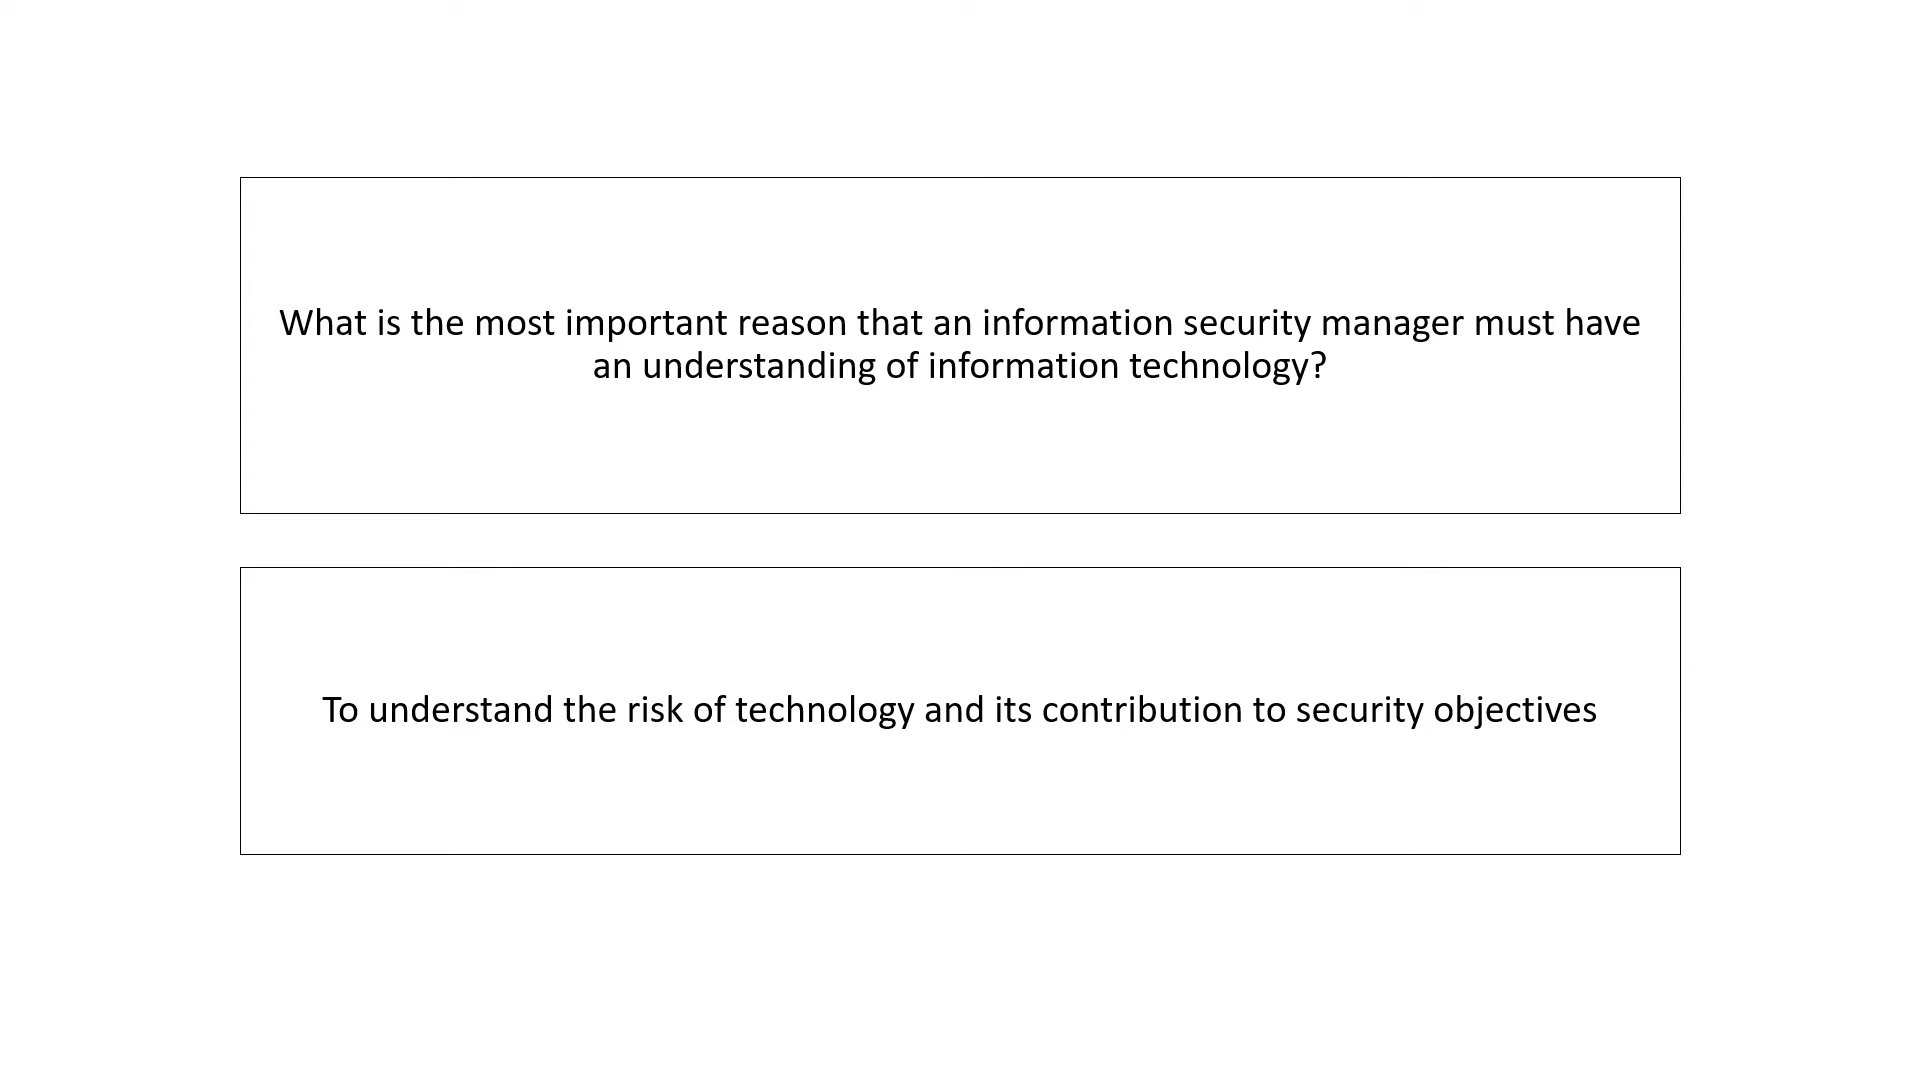 What is the most important reason that an information security manager must have
an understanding of information technology?
To understand the risk of technology and its contribution to security objectives